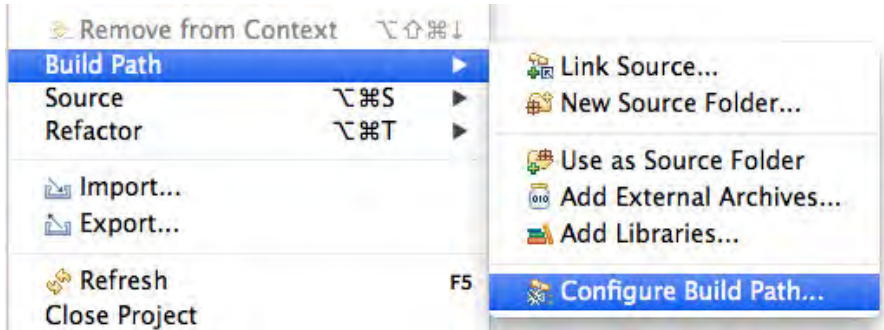 Remove from Context ⌥⇧⌘↓
Build Path ▶
Source ⌥⌘S ▶
Refactor ⌥⌘T ▶
Import...
Export...
Refresh F5
Close Project
Link Source...
New Source Folder...
Use as Source Folder
Add External Archives...
Add Libraries...
Configure Build Path...